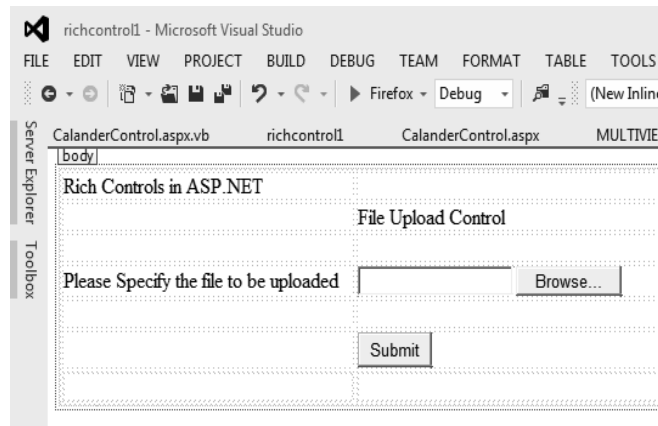 richcontrol1 - Microsoft Visual Studio
FILE EDIT VIEW PROJECT BUILD DEBUG TEAM FORMAT TABLE TOOLS
Firefox Debug (New Inline
Server Explorer
Toolbox
CalanderControl.aspx.vb richcontrol1 CalanderControl.aspx MULTIVIE
body
Rich Controls in ASP.NET
File Upload Control
Please Specify the file to be uploaded Browse...
Submit